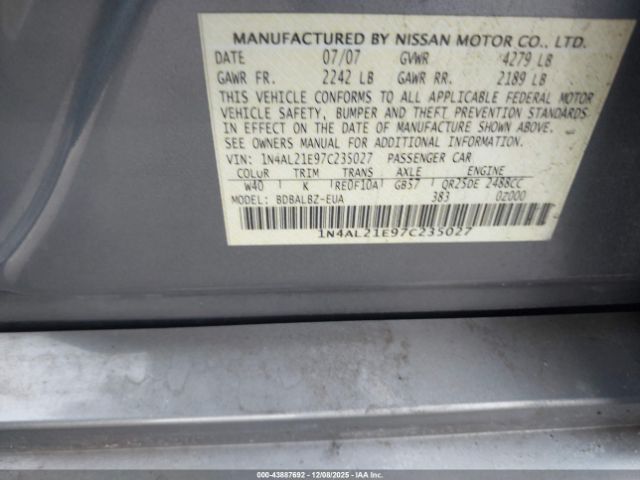 MANUFACTURED BY NISSAN MOTOR CO., LTD.
DATE 07/07 GVWR 4279 LB
GAWR FR. 2242 LB GAWR RR. 2189 LB
THIS VEHICLE CONFORMS TO ALL APPLICABLE FEDERAL MOTOR
VEHICLE SAFETY, BUMPER AND THEFT PREVENTION STANDARDS
IN EFFECT ON THE DATE OF MANUFACTURE SHOWN ABOVE.
SEE OWNERS MANUAL FOR ADDITIONAL INFORMATION.
VIN: 1N4AL21E97C235027 PASSENGER CAR
COLOR TRIM TRANS AXLE ENGINE
W40 K RE0F10A GB57 QR25DE 2488CC
MODEL: BDBALBZ-EUA 383 0Z000
1N4AL21E97C235027
000-43887692 | 12/08/2025 - © IAA Inc.